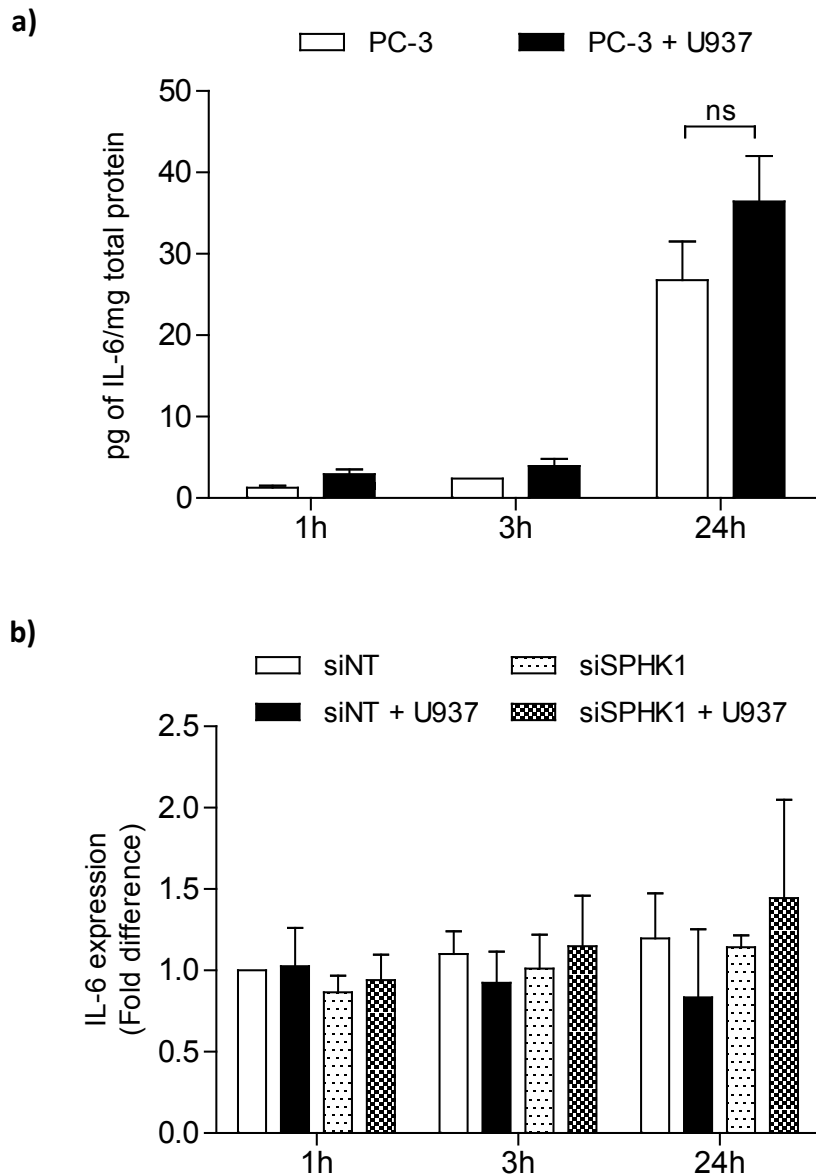 a)
PC-3 PC-3 + U937
50
40
30
20
10
0
pg of IL-6/mg total protein
ns
1h 3h 24h
b)
siNT siSPHK1
siNT + U937 siSPHK1 + U937
2.5
2.0
1.5
1.0
0.5
0.0
IL-6 expression
(Fold difference)
1h 3h 24h